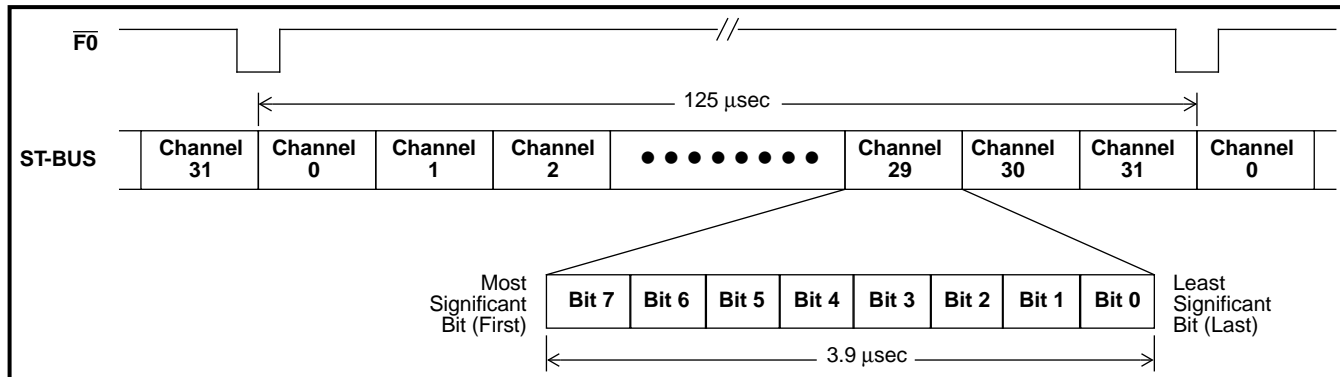 F0
125 μsec
ST-BUS
Channel 31
Channel 0
Channel 1
Channel 2
Channel 29
Channel 30
Channel 31
Channel 0
Most
Significant
Bit (First)
Bit 7
Bit 6
Bit 5
Bit 4
Bit 3
Bit 2
Bit 1
Bit 0
Least
Significant
Bit (Last)
3.9 μsec